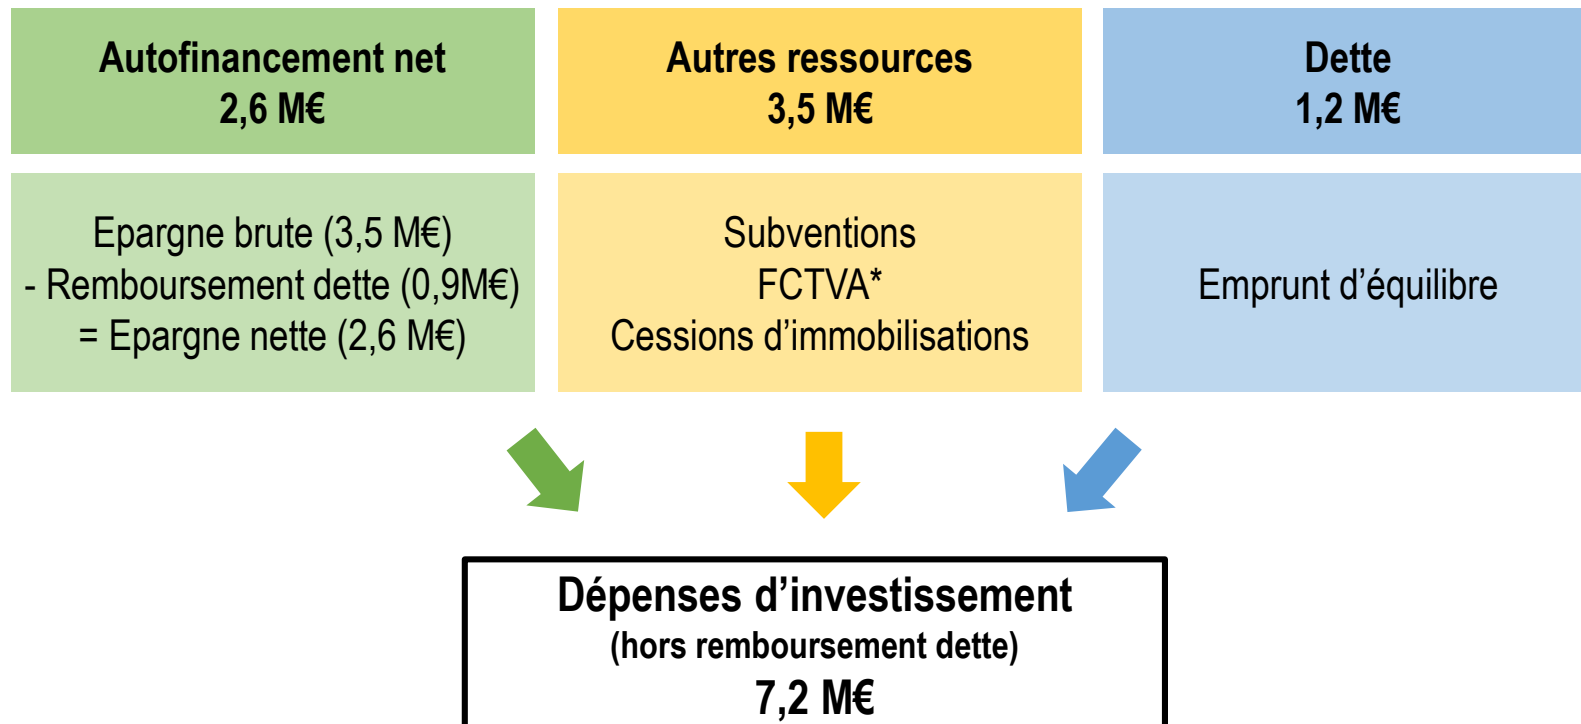 Autofinancement net
2,6 M€
Autres ressources
3,5 M€
Dette
1,2 M€
Epargne brute (3,5 M€)
- Remboursement dette (0,9M€)
= Epargne nette (2,6 M€)
Subventions
FCTVA*
Cessions d’immobilisations
Emprunt d’équilibre
Dépenses d’investissement
(hors remboursement dette)
7,2 M€